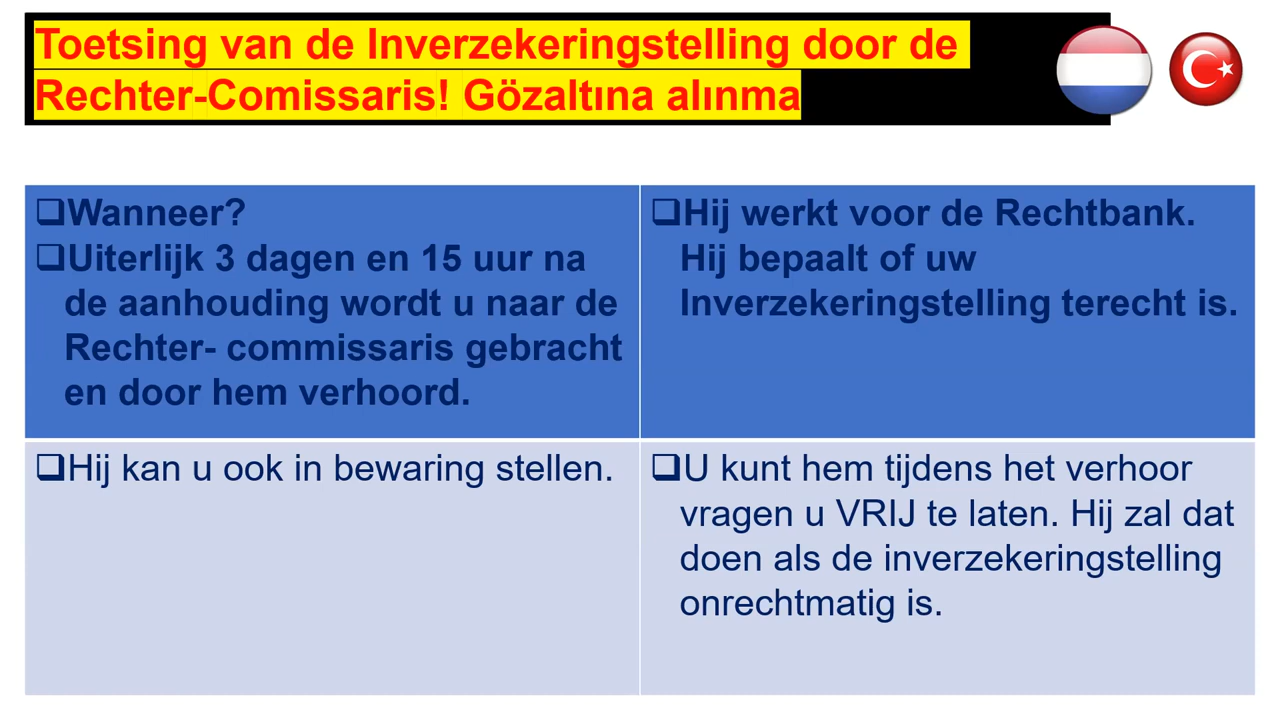 Toetsing van de Inverzekeringstelling door de
Rechter-Comissaris! Gözaltına alınma
❑Wanneer?
❑Uiterlijk 3 dagen en 15 uur na
de aanhouding wordt u naar de
Rechter- commissaris gebracht
en door hem verhoord.
❑Hij werkt voor de Rechtbank.
Hij bepaalt of uw
Inverzekeringstelling terecht is.
❑Hij kan u ook in bewaring stellen.
❑U kunt hem tijdens het verhoor
vragen u VRIJ te laten. Hij zal dat
doen als de inverzekeringstelling
onrechtmatig is.